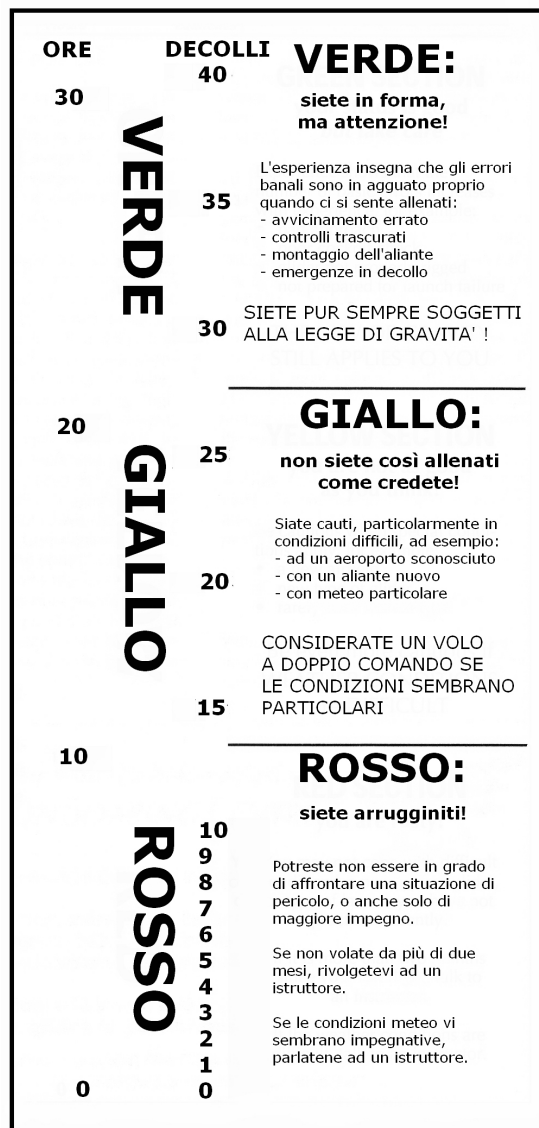 ORE
DECOLLI
30
20
10
0
VERDE
GIALLO
ROSSO
40
35
30
25
20
15
10
9
8
7
6
5
4
3
2
1
0
VERDE:
siete in forma,
ma attenzione!
L'esperienza insegna che gli errori
banali sono in agguato proprio
quando ci si sente allenati:
- avvicinamento errato
- controlli trascurati
- montaggio dell'aliante
- emergenze in decollo
SIETE PUR SEMPRE SOGGETTI
ALLA LEGGE DI GRAVITA' !
GIALLO:
non siete così allenati
come credete!
Siate cauti, particolarmente in
condizioni difficili, ad esempio:
- ad un aeroporto sconosciuto
- con un aliante nuovo
- con meteo particolare
CONSIDERATE UN VOLO
A DOPPIO COMANDO SE
LE CONDIZIONI SEMBRANO
PARTICOLARI
ROSSO:
siete arrugginiti!
Potreste non essere in grado
di affrontare una situazione di
pericolo, o anche solo di
maggiore impegno.
Se non volate da più di due
mesi, rivolgetevi ad un
istruttore.
Se le condizioni meteo vi
sembrano impegnative,
parlatene ad un istruttore.